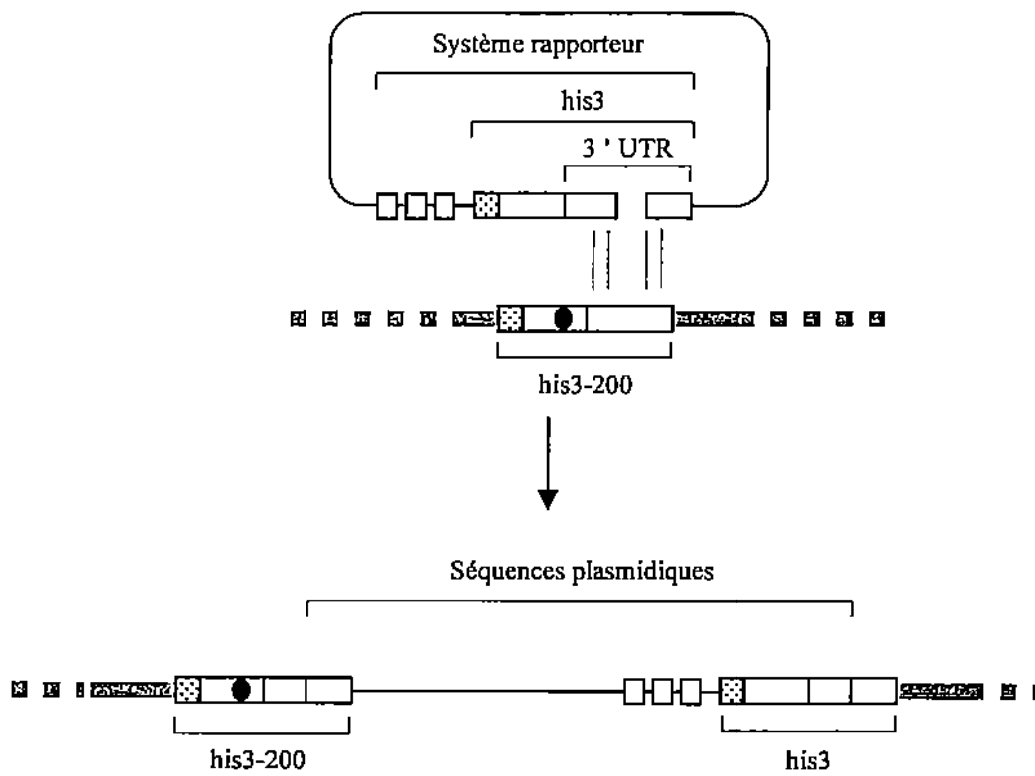 Système rapporteur
his3
3 ' UTR
his3-200
Séquences plasmidiques
his3-200
his3